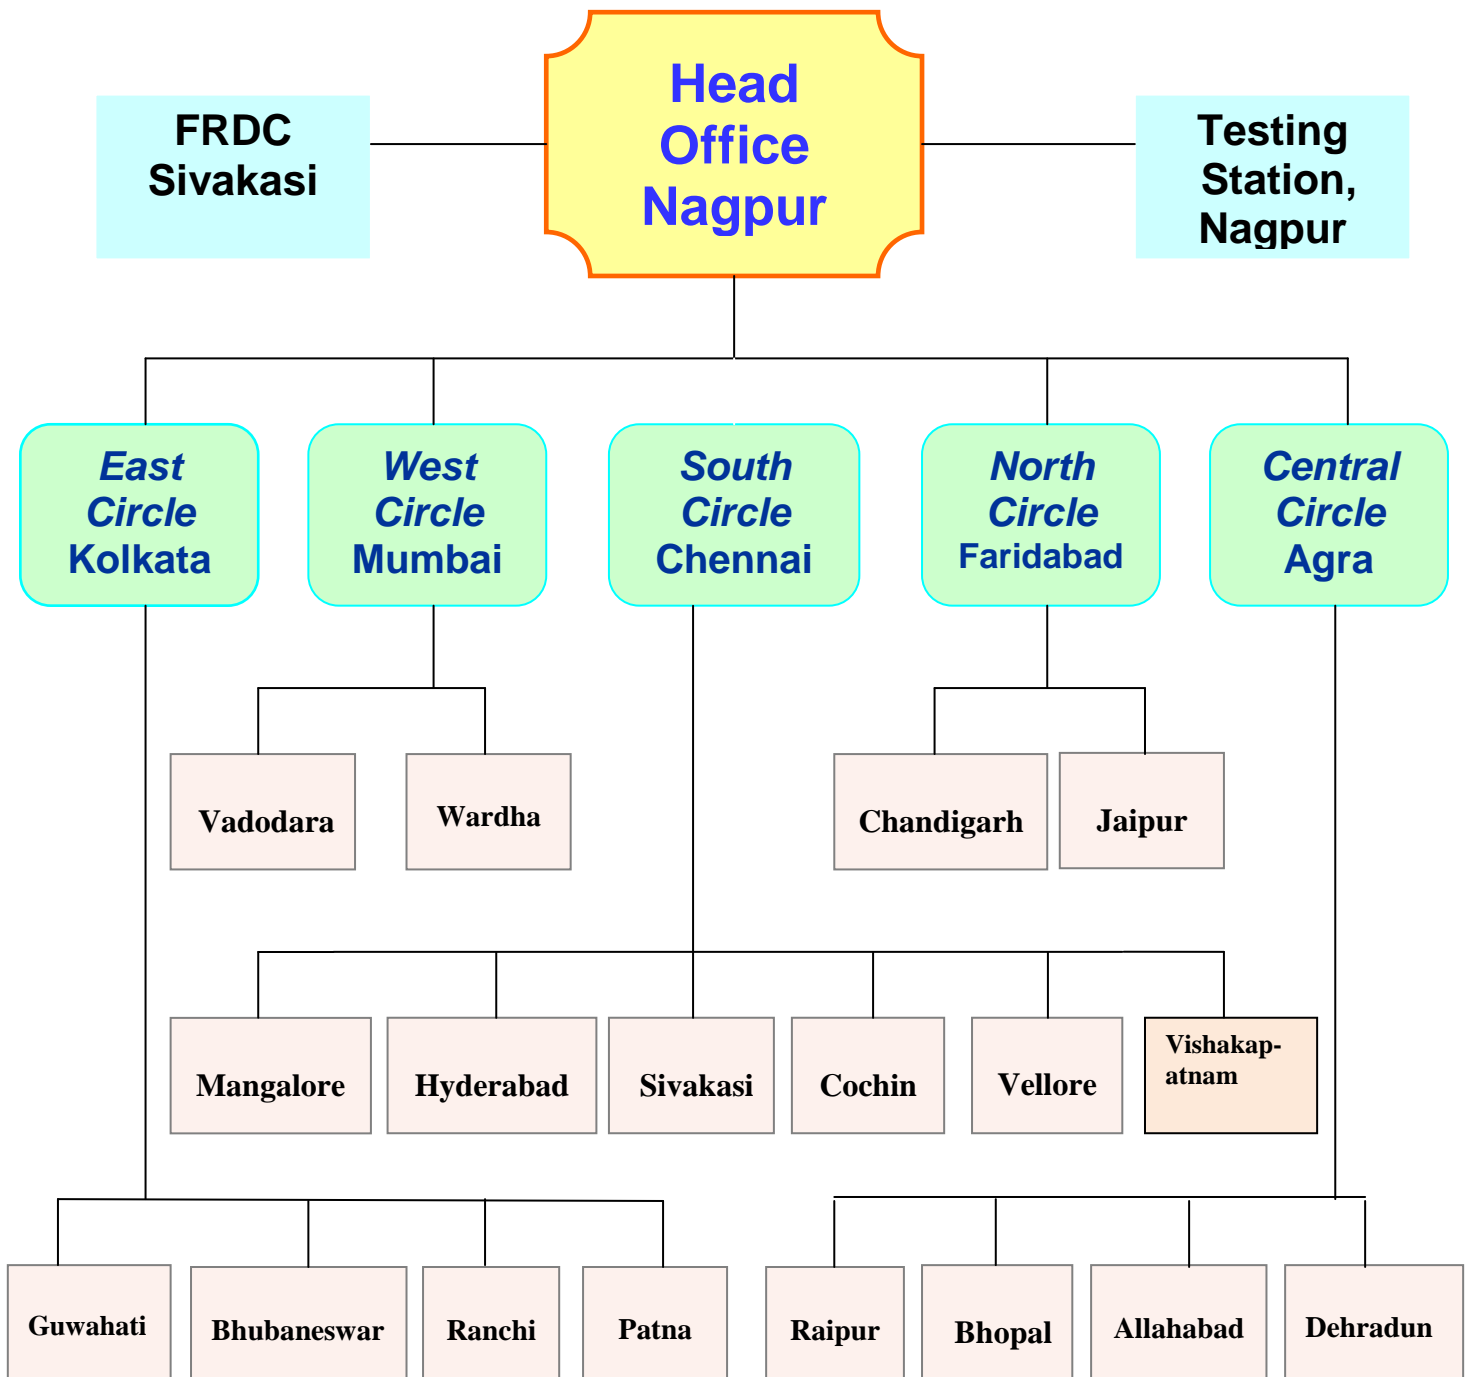 Head
Office
Nagpur
FRDC
Sivakasi
Testing
Station,
Nagpur
East
Circle
Kolkata
West
Circle
Mumbai
South
Circle
Chennai
North
Circle
Faridabad
Central
Circle
Agra
Vadodara
Wardha
Chandigarh
Jaipur
Mangalore
Hyderabad
Sivakasi
Cochin
Vellore
Vishakap-
atnam
Guwahati
Bhubaneswar
Ranchi
Patna
Raipur
Bhopal
Allahabad
Dehradun